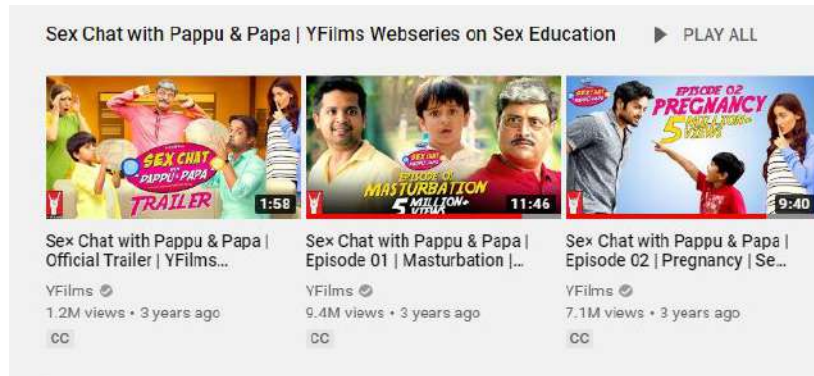 Sex Chat with Pappu & Papa | YFilms Webseries on Sex Education
PLAY ALL
SEX CHAT
PAPPU & PAPA
TRAILER
1:58
EPISODE 01
MASTURBATION
5 MILLION+
VIEWS
11:46
EPISODE 02
PREGNANCY
5 MILLION+
VIEWS
9:40
Sex Chat with Pappu & Papa |
Official Trailer | YFilms...
YFilms
1.2M views • 3 years ago
CC
Sex Chat with Pappu & Papa |
Episode 01 | Masturbation |...
YFilms
9.4M views • 3 years ago
CC
Sex Chat with Pappu & Papa |
Episode 02 | Pregnancy | Se...
YFilms
7.1M views • 3 years ago
CC